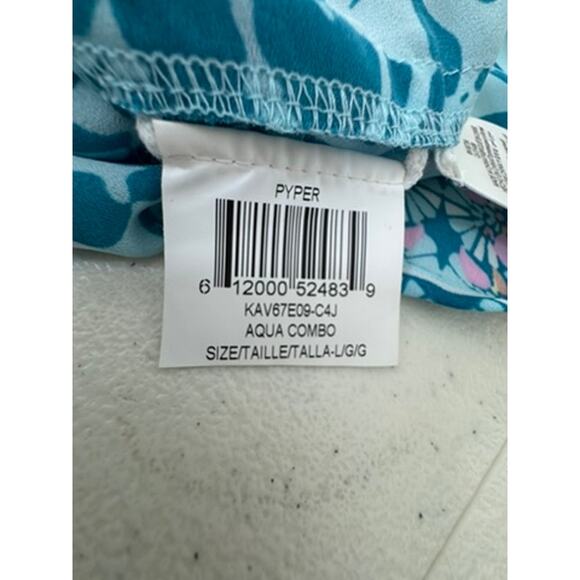 PYPER
6 12000 52483 9
KAV67E09-C4J
AQUA COMBO
SIZE/TAILLE/TALLA-L/G/G